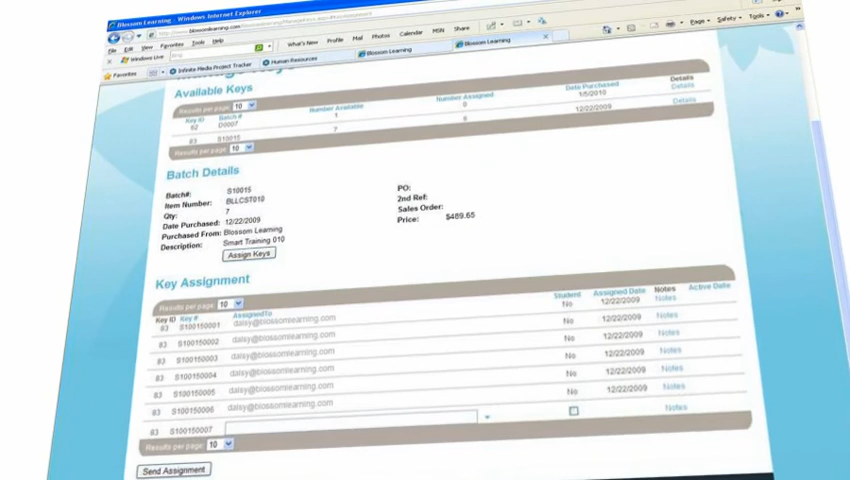 Blossom Learning - Windows Internet Explorer
File Edit View Favorites Tools Help
Windows Live Bing What's New Profile Mail Photos Calendar MSN Share
Favorites Infinite Media Project Tracker Human Resources Blossom Learning Blossom Learning Page Safety Tools
Available Keys
Results per page: 10
Key ID Batch # Number Available Number Assigned Date Purchased Details
62 D0007 1 0 1/5/2010 Details
83 S10015 7 6 12/22/2009 Details
Results per page: 10
Batch Details
Batch#: S10015 PO:
Item Number: BLLCST010 2nd Ref:
Qty: 7 Sales Order:
Date Purchased: 12/22/2009 Price: $489.65
Purchased From: Blossom Learning
Description: Smart Training 010
Assign Keys
Key Assignment
Results per page: 10
Key ID Key # AssignedTo Student Assigned Date Notes Active Date
83 S100150001 daisy@blossomlearning.com No 12/22/2009 Notes
83 S100150002 daisy@blossomlearning.com No 12/22/2009 Notes
83 S100150003 daisy@blossomlearning.com No 12/22/2009 Notes
83 S100150004 daisy@blossomlearning.com No 12/22/2009 Notes
83 S100150005 daisy@blossomlearning.com No 12/22/2009 Notes
83 S100150006 daisy@blossomlearning.com No 12/22/2009 Notes
83 S100150007 Notes
Results per page: 10
Send Assignment